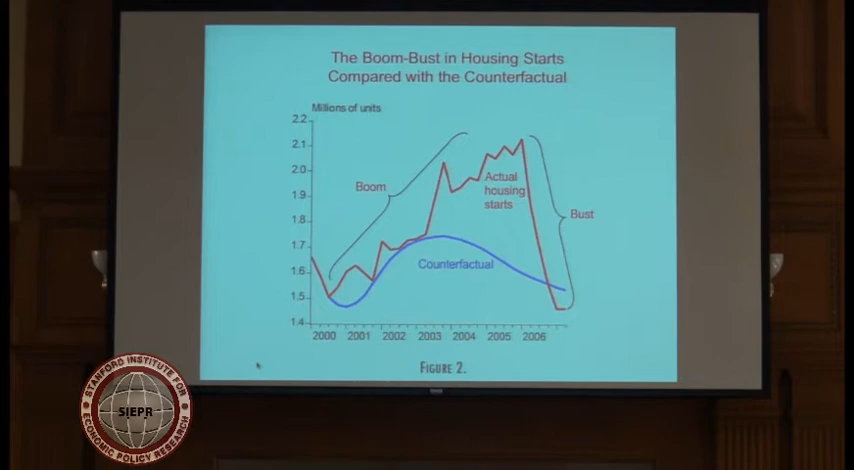 The Boom-Bust in Housing Starts
Compared with the Counterfactual
Millions of units
2.2
2.1
2.0
1.9
1.8
1.7
1.6
1.5
1.4
Boom
Actual
housing
starts
Bust
Counterfactual
2000 2001 2002 2003 2004 2005 2006
FIGURE 2.
STANFORD INSTITUTE FOR
SIEPR
ECONOMIC POLICY RESEARCH